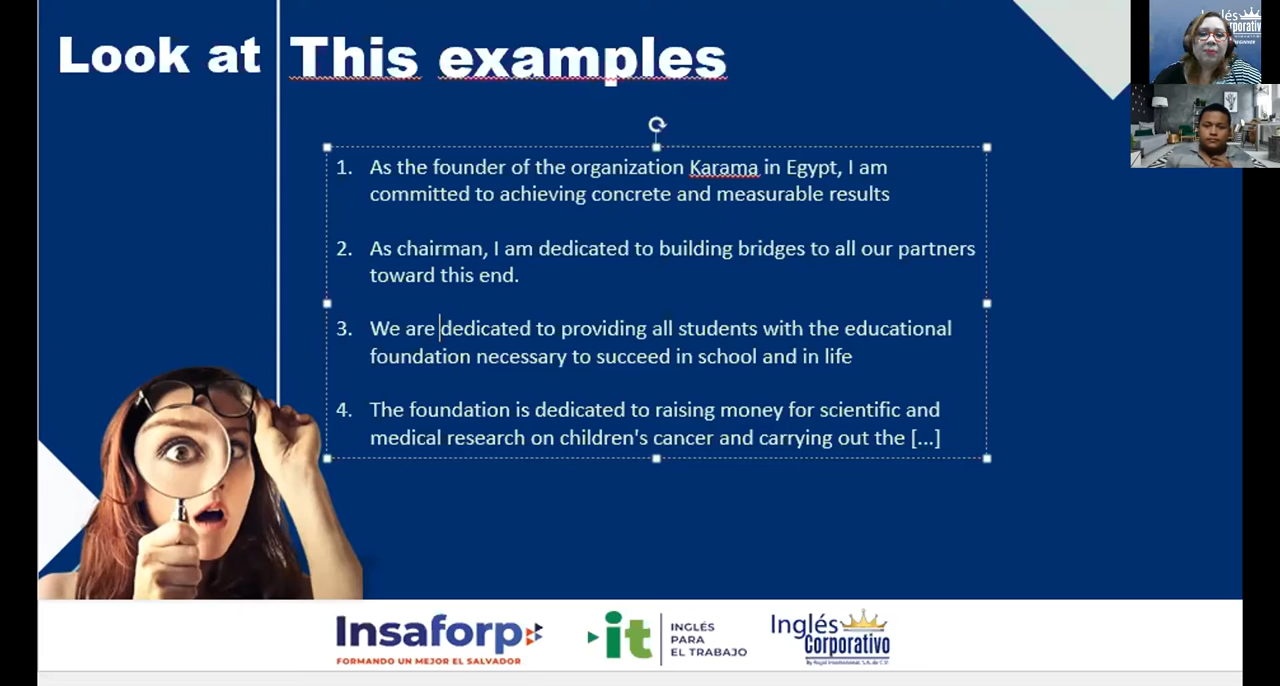 Look at This examples
1. As the founder of the organization Karama in Egypt, I am
committed to achieving concrete and measurable results
2. As chairman, I am dedicated to building bridges to all our partners
toward this end.
3. We are dedicated to providing all students with the educational
foundation necessary to succeed in school and in life
4. The foundation is dedicated to raising money for scientific and
medical research on children's cancer and carrying out the [...]
Insaforp
FORMANDO UN MEJOR EL SALVADOR
it
INGLÉS
PARA
EL TRABAJO
Inglés
Corporativo